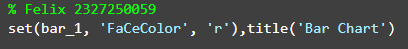 % Felix 2327250059
set(bar_1, 'FaCeColor', 'r'),title('Bar Chart')